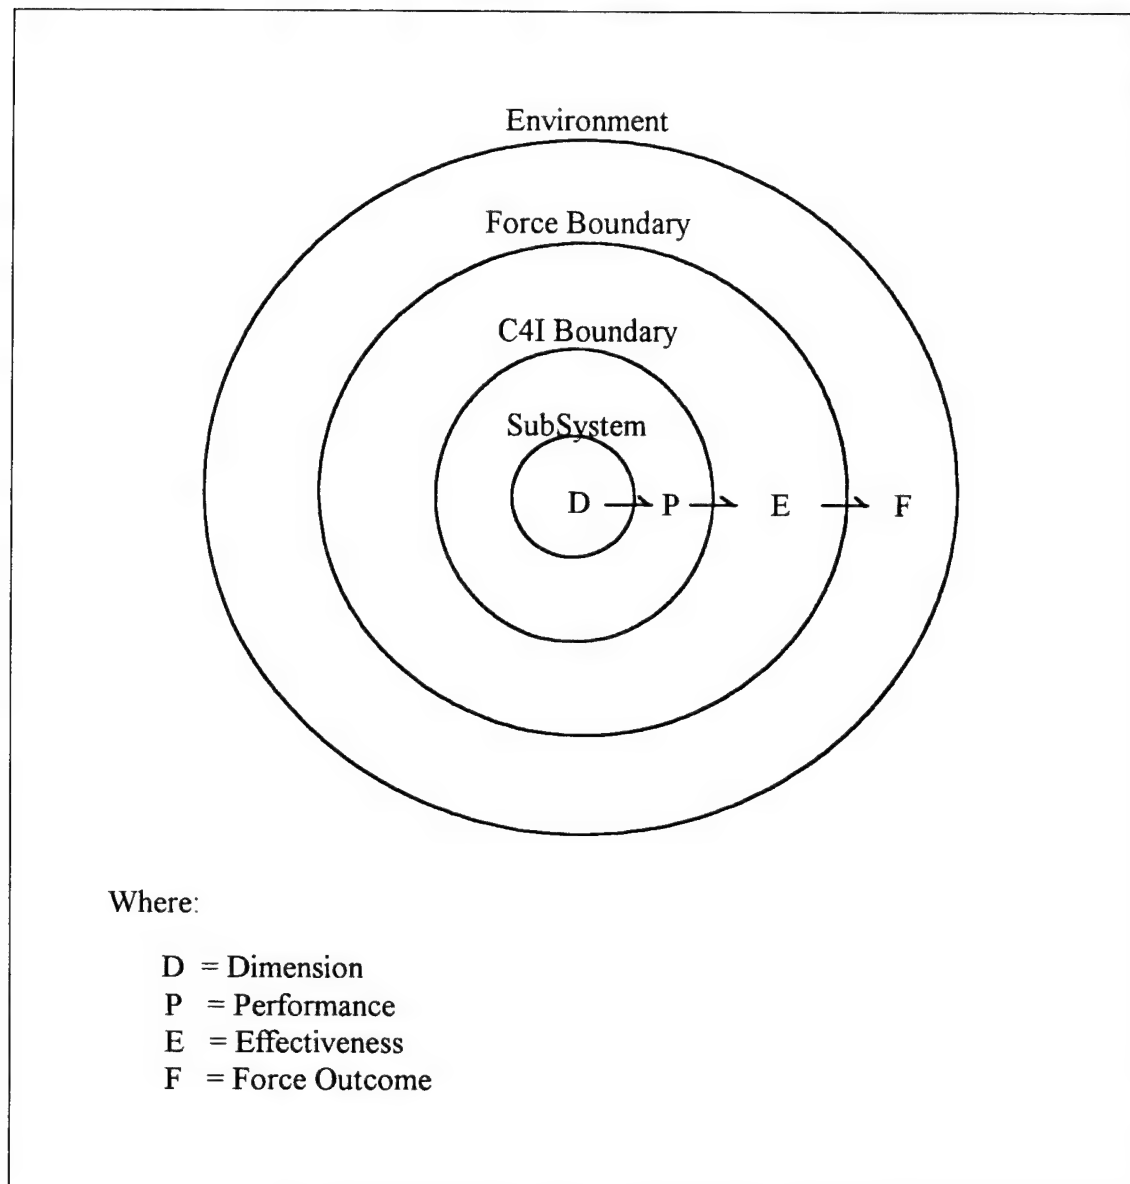 Environment
Force Boundary
C4I Boundary
SubSystem
D P E F
Where:
D = Dimension
P = Performance
E = Effectiveness
F = Force Outcome